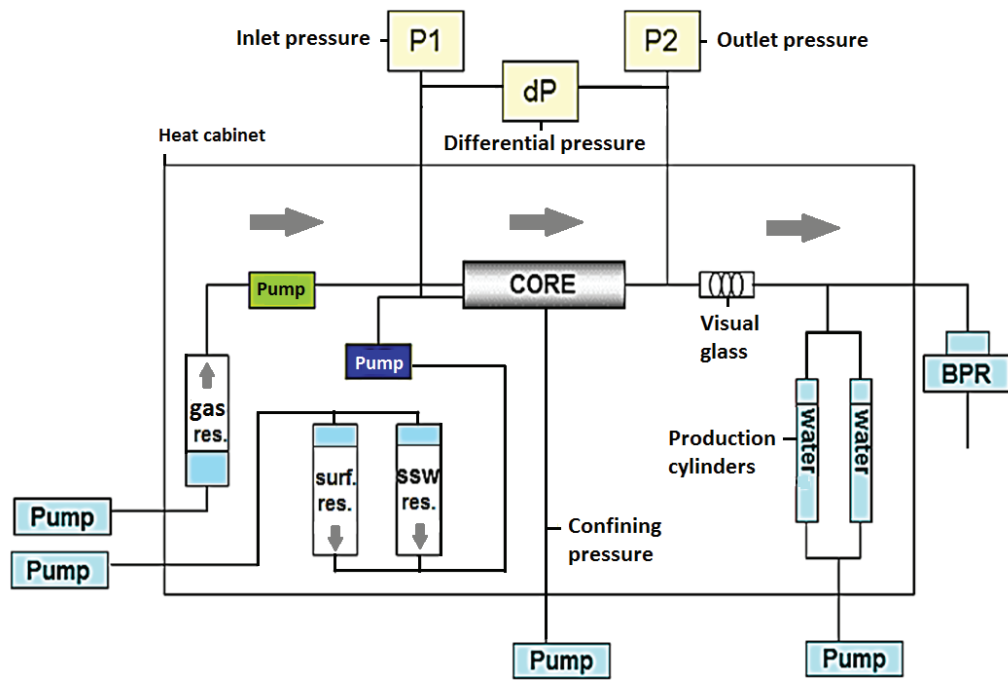 Inlet pressure
P1
P2
Outlet pressure
dP
Differential pressure
Heat cabinet
Pump
CORE
Visual
glass
Pump
BPR
gas
res.
surf.
res.
SSW
res.
Production
cylinders
water
water
Pump
Pump
Confining
pressure
Pump
Pump